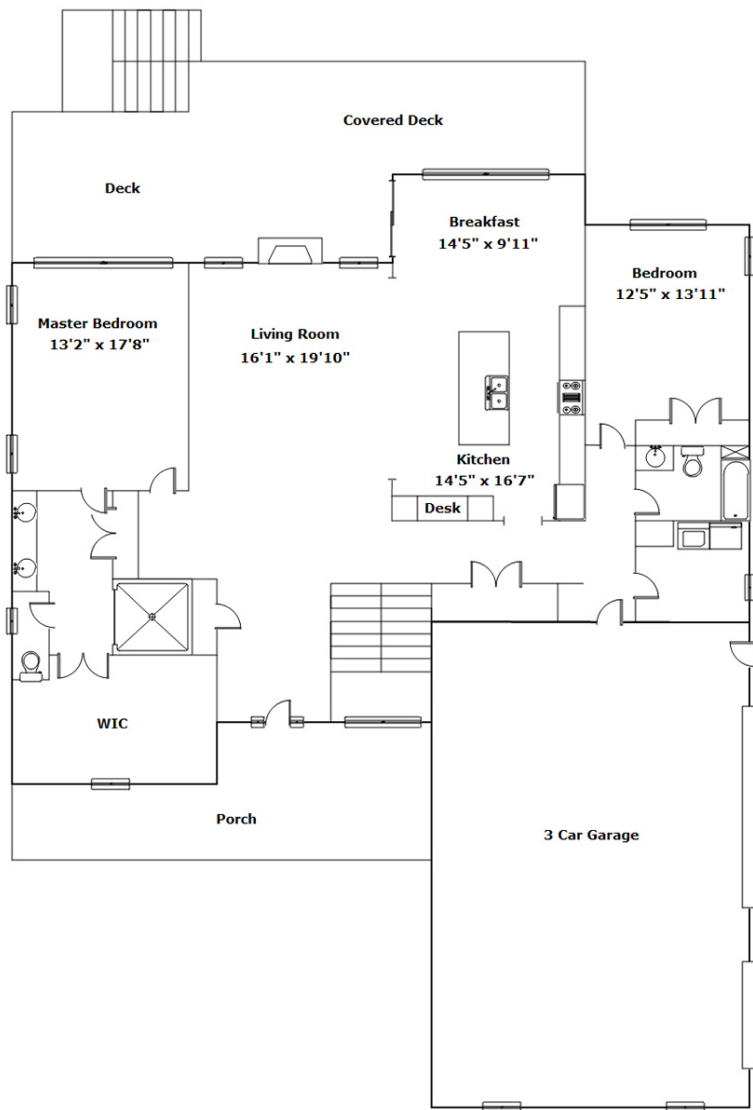 Covered Deck
Deck
Breakfast
14'5" x 9'11"
Bedroom
12'5" x 13'11"
Master Bedroom
13'2" x 17'8"
Living Room
16'1" x 19'10"
Kitchen
14'5" x 16'7"
Desk
WIC
Porch
3 Car Garage